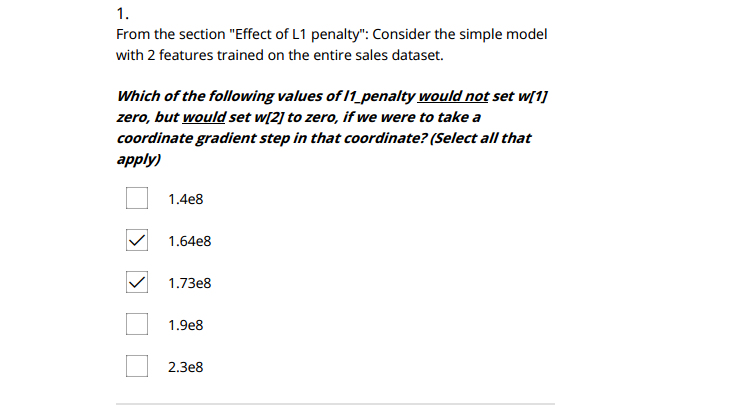 1.
From the section "Effect of L1 penalty": Consider the simple model
with 2 features trained on the entire sales dataset.
Which of the following values of l1_penalty would not set w[1]
zero, but would set w[2] to zero, if we were to take a
coordinate gradient step in that coordinate? (Select all that
apply)
1.4e8
1.64e8
1.73e8
1.9e8
2.3e8